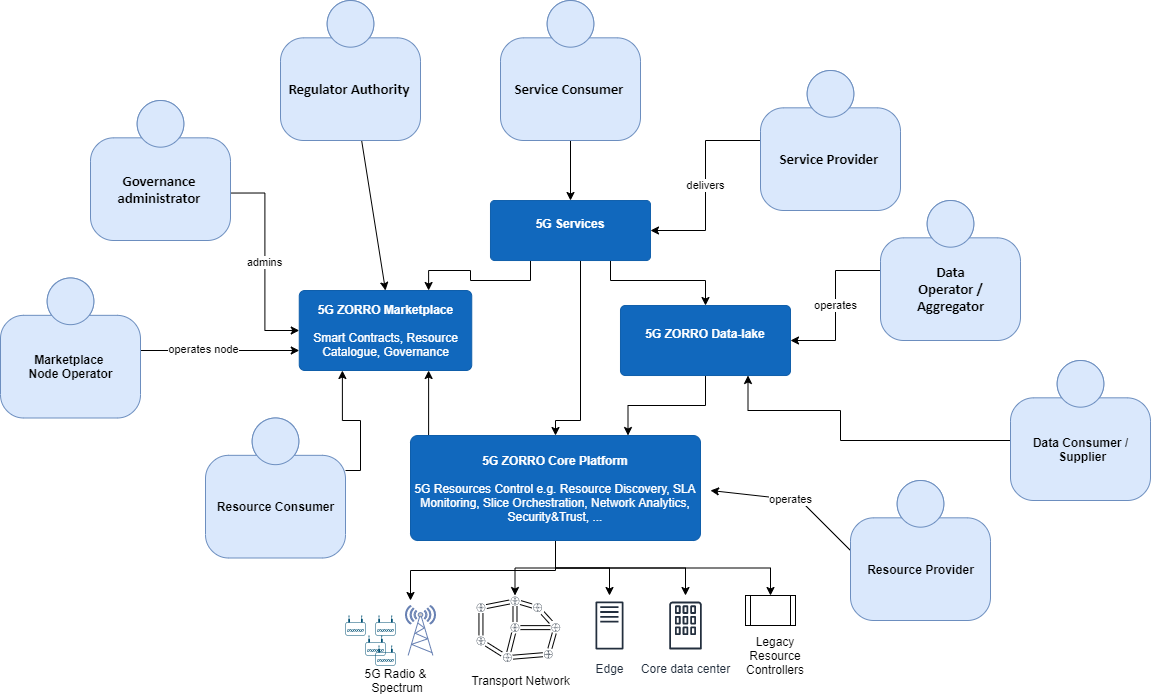 Regulator Authority
Service Consumer
Service Provider
Governance
administrator
delivers
5G Services
admins
Data
Operator /
Aggregator
operates
5G ZORRO Marketplace
Smart Contracts, Resource
Catalogue, Governance
5G ZORRO Data-lake
operates node
Marketplace
Node Operator
Data Consumer /
Supplier
5G ZORRO Core Platform
5G Resources Control e.g. Resource Discovery, SLA
Monitoring, Slice Orchestration, Network Analytics,
Security&Trust, ...
Resource Consumer
operates
Resource Provider
5G Radio &
Spectrum
Transport Network
Edge
Core data center
Legacy
Resource
Controllers